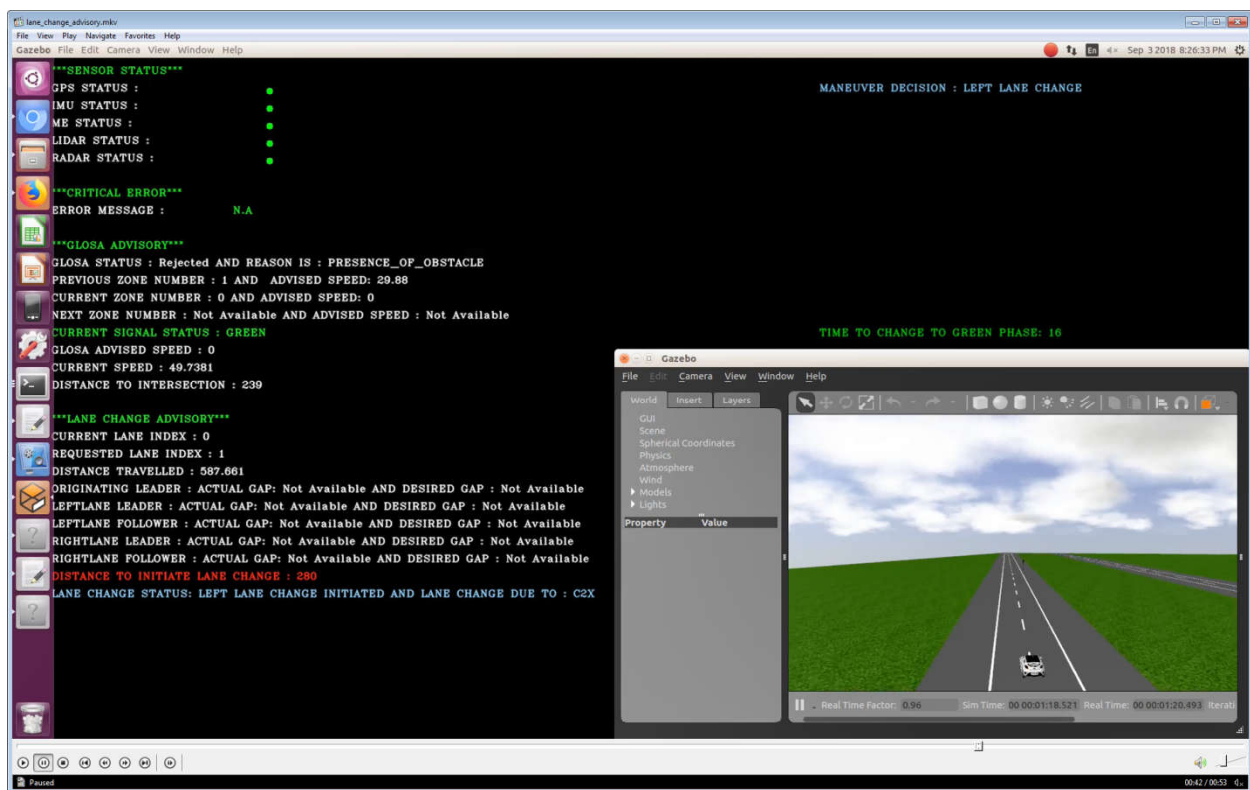 lane_change_advisory.mkv
File View Play Navigate Favorites Help
Gazebo File Edit Camera View Window Help
En
Sep 3 2018 8:26:33 PM
***SENSOR STATUS***
GPS STATUS :
MANEUVER DECISION : LEFT LANE CHANGE
IMU STATUS :
ME STATUS :
LIDAR STATUS :
RADAR STATUS :
***CRITICAL ERROR***
ERROR MESSAGE : N.A
***GLOSA ADVISORY***
GLOSA STATUS : Rejected AND REASON IS : PRESENCE_OF_OBSTACLE
PREVIOUS ZONE NUMBER : 1 AND ADVISED SPEED: 29.88
CURRENT ZONE NUMBER : 0 AND ADVISED SPEED: 0
NEXT ZONE NUMBER : Not Available AND ADVISED SPEED : Not Available
CURRENT SIGNAL STATUS : GREEN
TIME TO CHANGE TO GREEN PHASE: 16
GLOSA ADVISED SPEED : 0
CURRENT SPEED : 49.7381
DISTANCE TO INTERSECTION : 239
***LANE CHANGE ADVISORY***
CURRENT LANE INDEX : 0
REQUESTED LANE INDEX : 1
DISTANCE TRAVELLED : 587.661
ORIGINATING LEADER : ACTUAL GAP: Not Available AND DESIRED GAP : Not Available
LEFTLANE LEADER : ACTUAL GAP: Not Available AND DESIRED GAP : Not Available
LEFTLANE FOLLOWER : ACTUAL GAP: Not Available AND DESIRED GAP : Not Available
RIGHTLANE LEADER : ACTUAL GAP: Not Available AND DESIRED GAP : Not Available
RIGHTLANE FOLLOWER : ACTUAL GAP: Not Available AND DESIRED GAP : Not Available
DISTANCE TO INITIATE LANE CHANGE : 280
LANE CHANGE STATUS: LEFT LANE CHANGE INITIATED AND LANE CHANGE DUE TO : C2X
Gazebo
File Edit Camera View Window Help
World Insert Layers
GUI
Scene
Spherical Coordinates
Physics
Atmosphere
Wind
Models
Lights
Property Value
Real Time Factor: 0.96 Sim Time: 00 00:01:18.521 Real Time: 00 00:01:20.493 Iterati
Paused
00:42 / 00:53